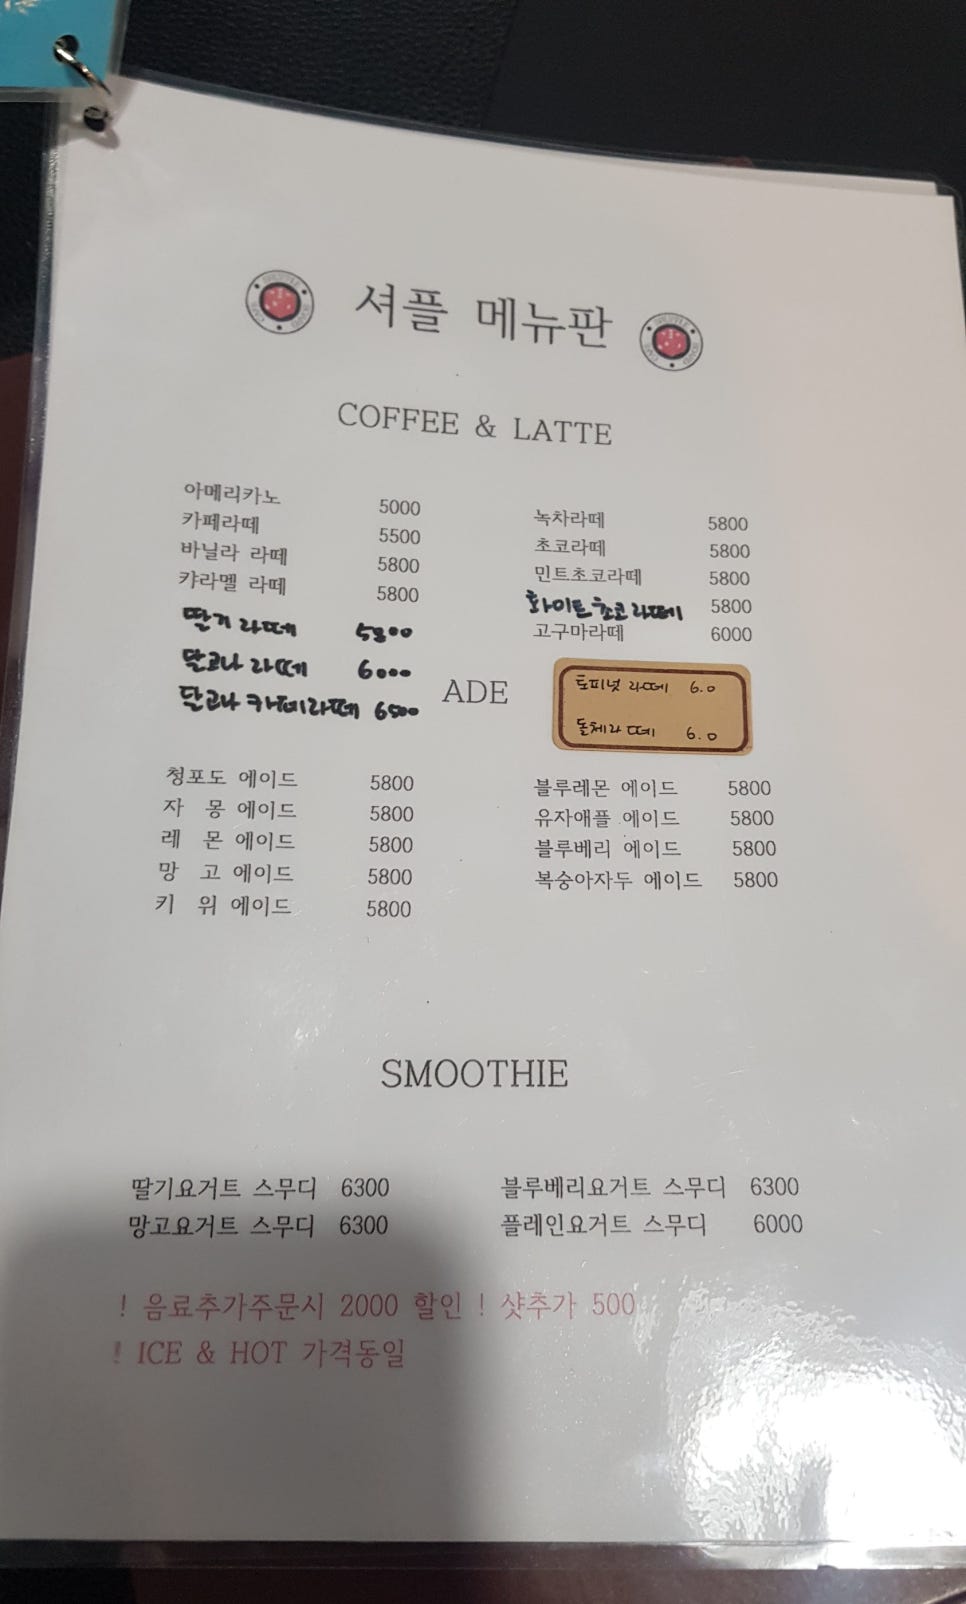 셔플 메뉴판
COFFEE & LATTE
아메리카노 5000
카페라떼 5500
바닐라 라떼 5800
캬라멜 라떼 5800
딸기 라떼 5800
달고나 라떼 6000
달고나 카페라떼 6500
녹차라떼 5800
초코라떼 5800
민트초코라떼 5800
화이트 초코 라떼 5800
고구마라떼 6000
토피넛 라떼 6.0
돌체라떼 6.0
ADE
청포도 에이드 5800
자 몽 에이드 5800
레 몬 에이드 5800
망 고 에이드 5800
키 위 에이드 5800
블루레몬 에이드 5800
유자애플 에이드 5800
블루베리 에이드 5800
복숭아자두 에이드 5800
SMOOTHIE
딸기요거트 스무디 6300
망고요거트 스무디 6300
블루베리요거트 스무디 6300
플레인요거트 스무디 6000
! 음료추가주문시 2000 할인 ! 샷추가 500
! ICE & HOT 가격동일